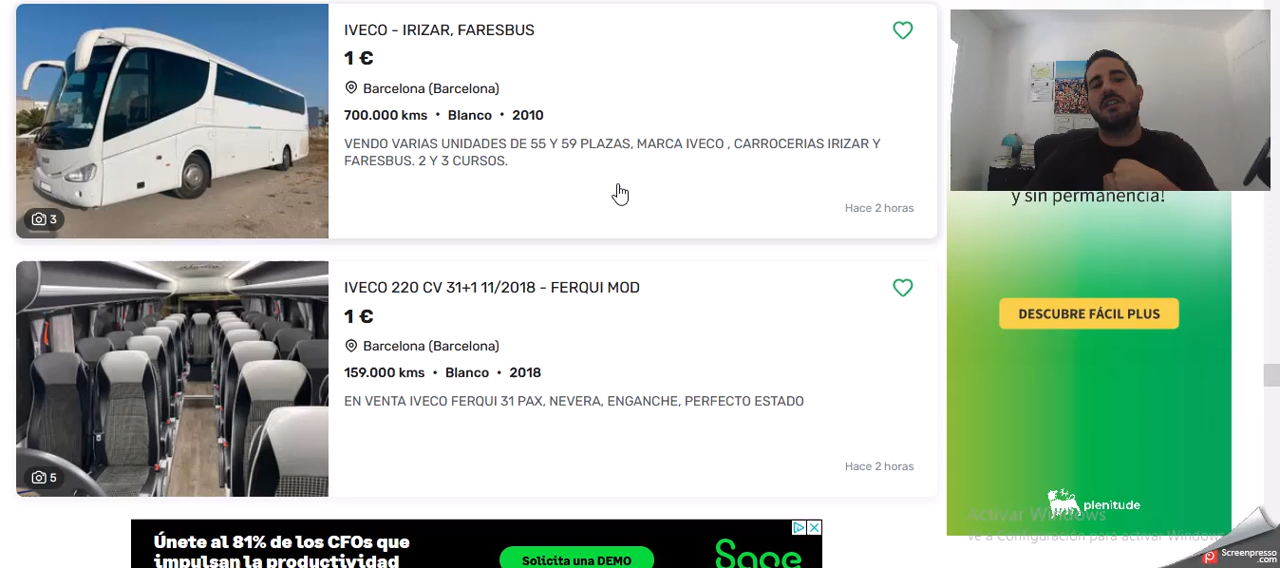 IVECO - IRIZAR, FARESBUS
1 €
Barcelona (Barcelona)
700.000 kms • Blanco • 2010
VENDO VARIAS UNIDADES DE 55 Y 59 PLAZAS, MARCA IVECO , CARROCERIAS IRIZAR Y
FARESBUS. 2 Y 3 CURSOS.
Hace 2 horas
3
IVECO 220 CV 31+1 11/2018 - FERQUI MOD
1 €
Barcelona (Barcelona)
159.000 kms • Blanco • 2018
EN VENTA IVECO FERQUI 31 PAX, NEVERA, ENGANCHE, PERFECTO ESTADO
Hace 2 horas
5
Únete al 81% de los CFOs que
impulsan la productividad
Solicita una DEMO
Sage
y sin permanencia!
DESCUBRE FÁCIL PLUS
plenitude
Activar Windows
Ve a Configuración para activar Windows
Screenpresso
.com